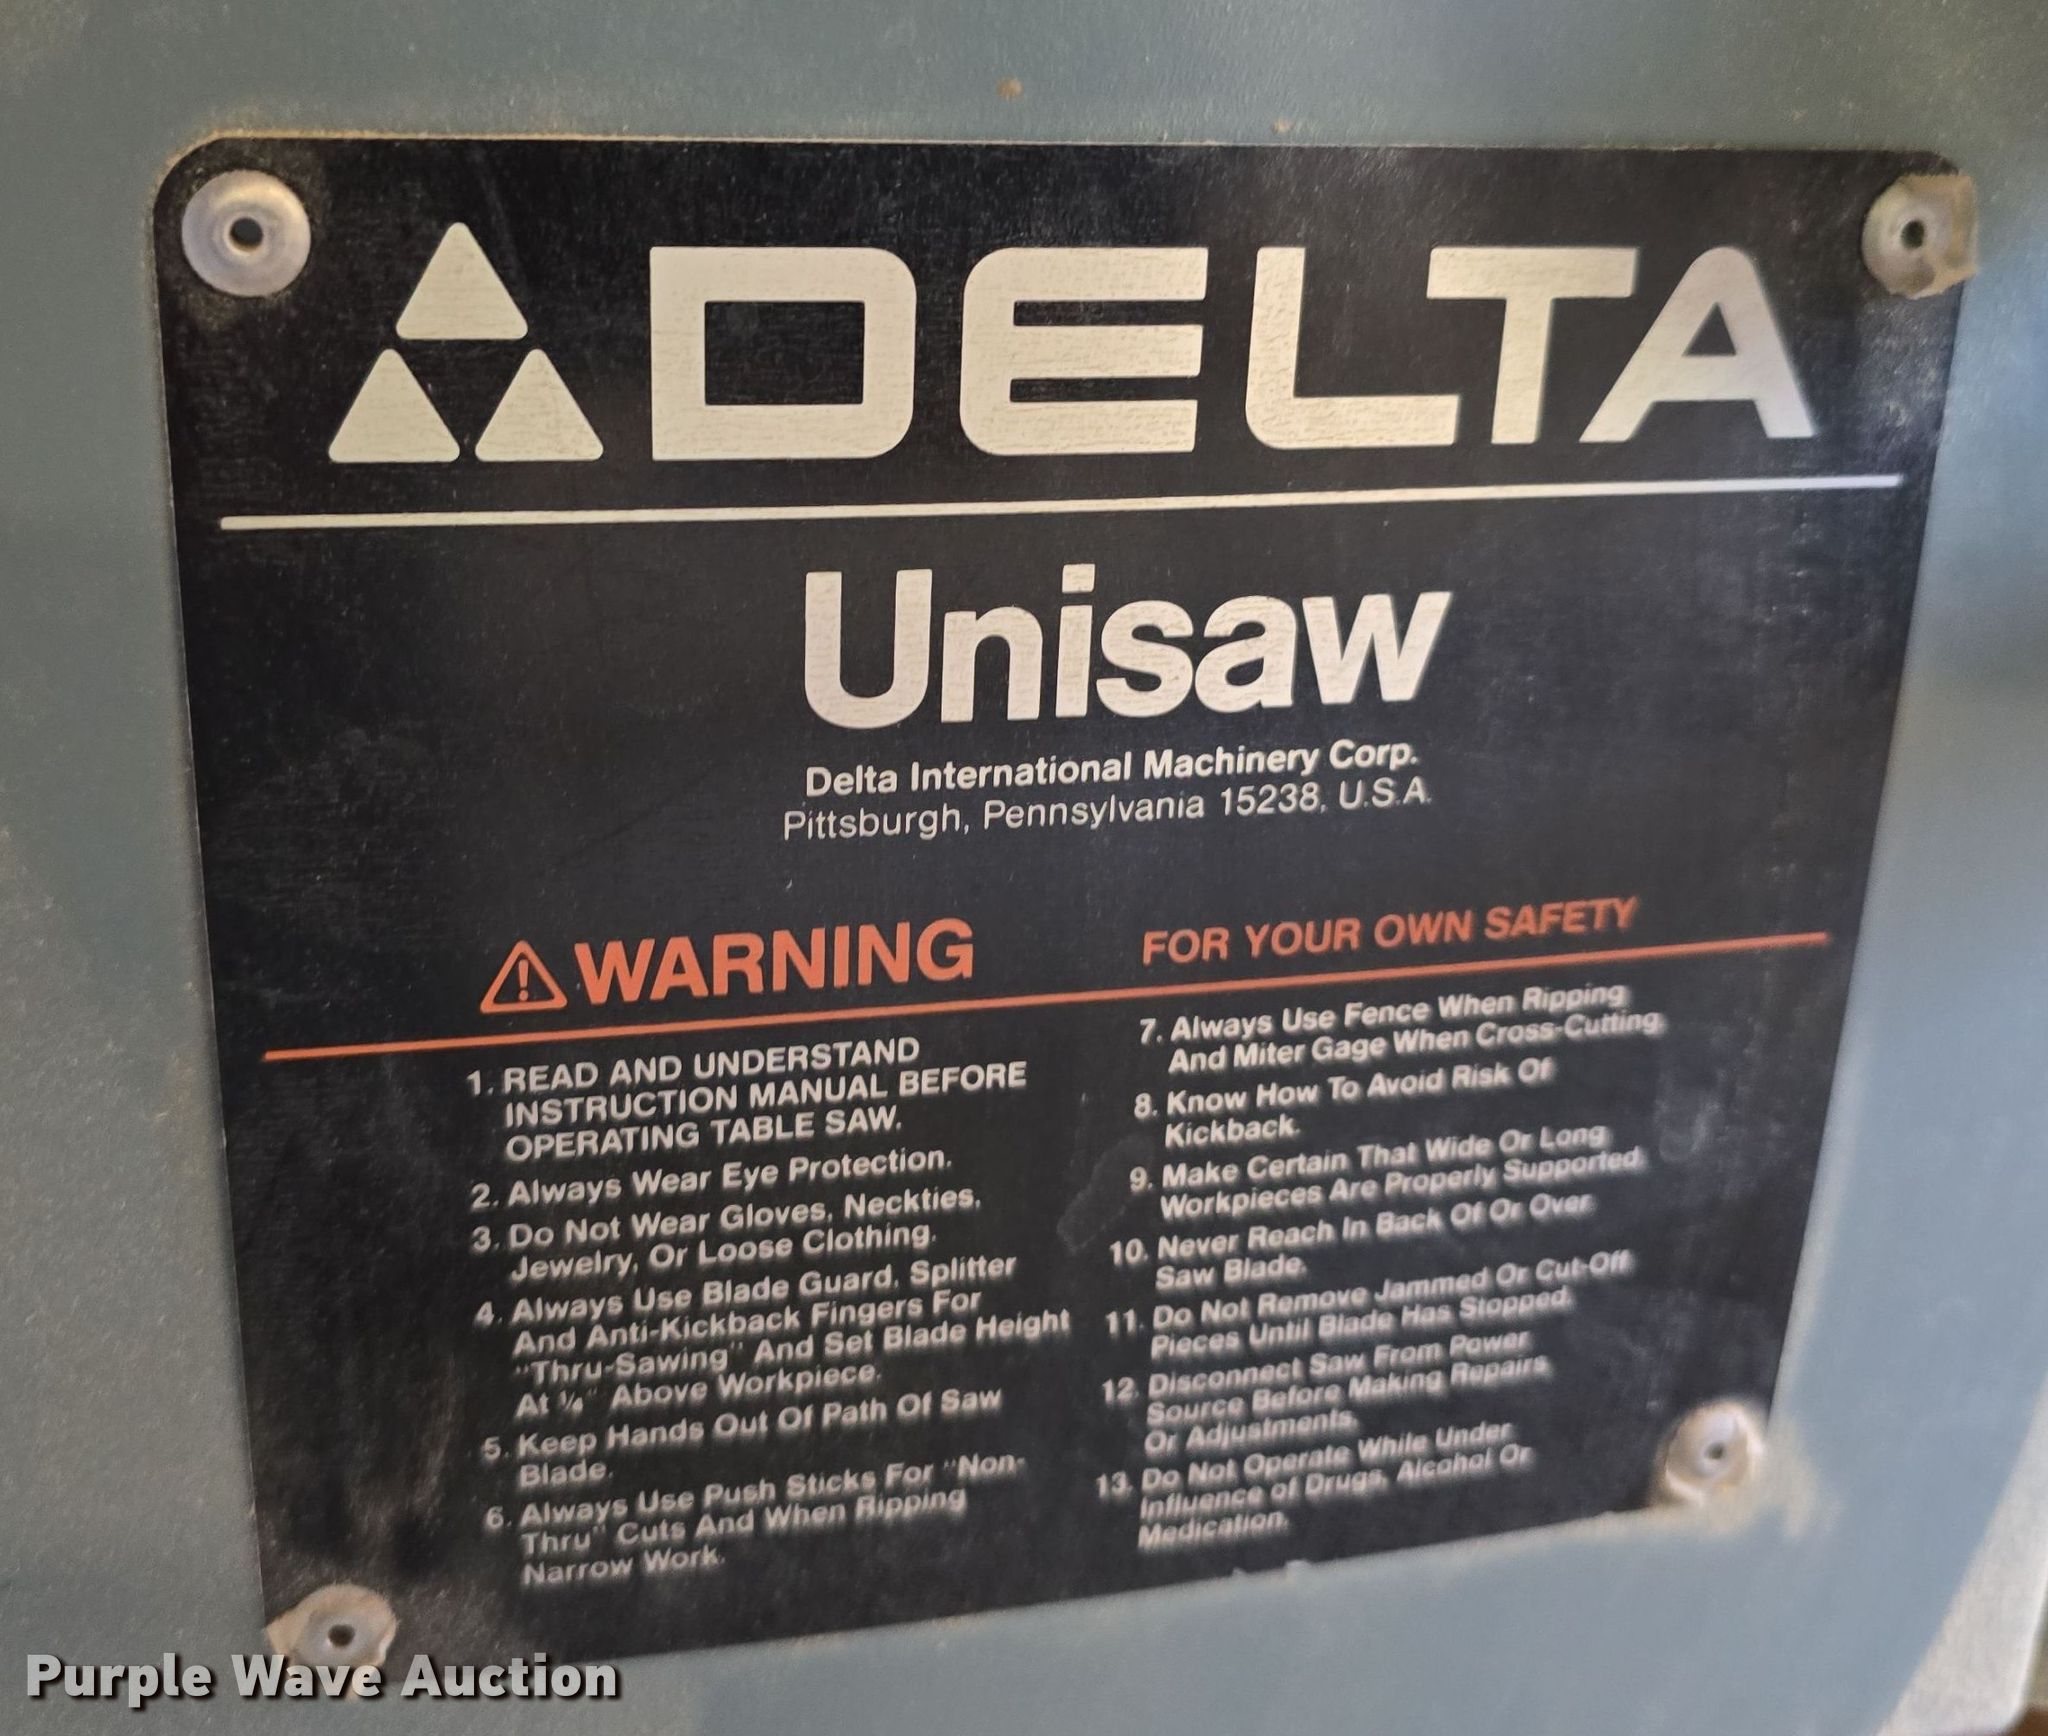 DELTA
Unisaw
Delta International Machinery Corp.
Pittsburgh, Pennsylvania 15238, U.S.A.
WARNING
FOR YOUR OWN SAFETY
1. READ AND UNDERSTAND
INSTRUCTION MANUAL BEFORE
OPERATING TABLE SAW.
2. Always Wear Eye Protection.
3. Do Not Wear Gloves, Neckties,
Jewelry, Or Loose Clothing.
4. Always Use Blade Guard, Splitter
And Anti-Kickback Fingers For
"Thru-Sawing" And Set Blade Height
At ¼" Above Workpiece.
5. Keep Hands Out Of Path Of Saw
Blade.
6. Always Use Push Sticks For "Non-
Thru" Cuts And When Ripping
Narrow Work.
7. Always Use Fence When Ripping
And Miter Gage When Cross-Cutting.
8. Know How To Avoid Risk Of
Kickback.
9. Make Certain That Wide Or Long
Workpieces Are Properly Supported.
10. Never Reach In Back Of Or Over
Saw Blade.
11. Do Not Remove Jammed Or Cut-Off
Pieces Until Blade Has Stopped.
12. Disconnect Saw From Power
Source Before Making Repairs
Or Adjustments.
13. Do Not Operate While Under
Influence of Drugs, Alcohol Or
Medication.
Purple Wave Auction